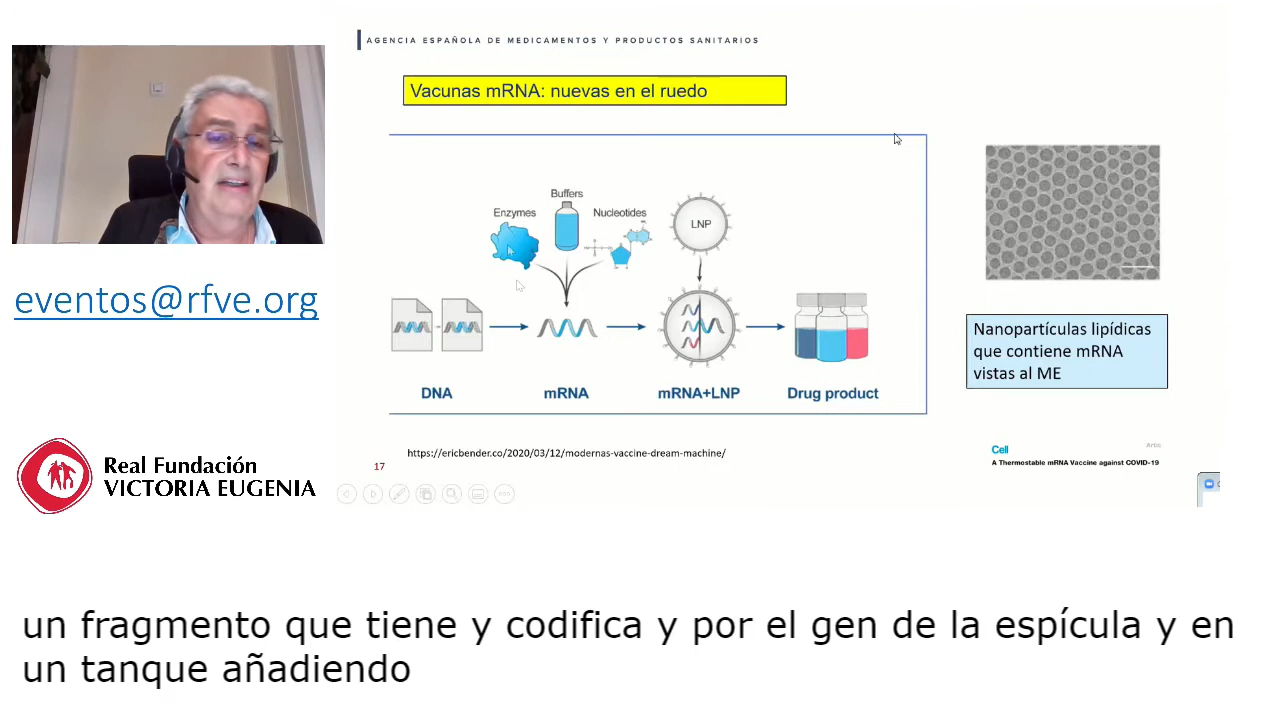 AGENCIA ESPAÑOLA DE MEDICAMENTOS Y PRODUCTOS SANITARIOS
Vacunas mRNA: nuevas en el ruedo
Buffers
Enzymes
Nucleotides
LNP
DNA
mRNA
mRNA+LNP
Drug product
Nanopartículas lipídicas
que contiene mRNA
vistas al ME
https://ericbender.co/2020/03/12/modernas-vaccine-dream-machine/
17
Cell
A Thermostable mRNA Vaccine against COVID-19
eventos@rfve.org
Real Fundación
VICTORIA EUGENIA
un fragmento que tiene y codifica y por el gen de la espícula y en
un tanque añadiendo